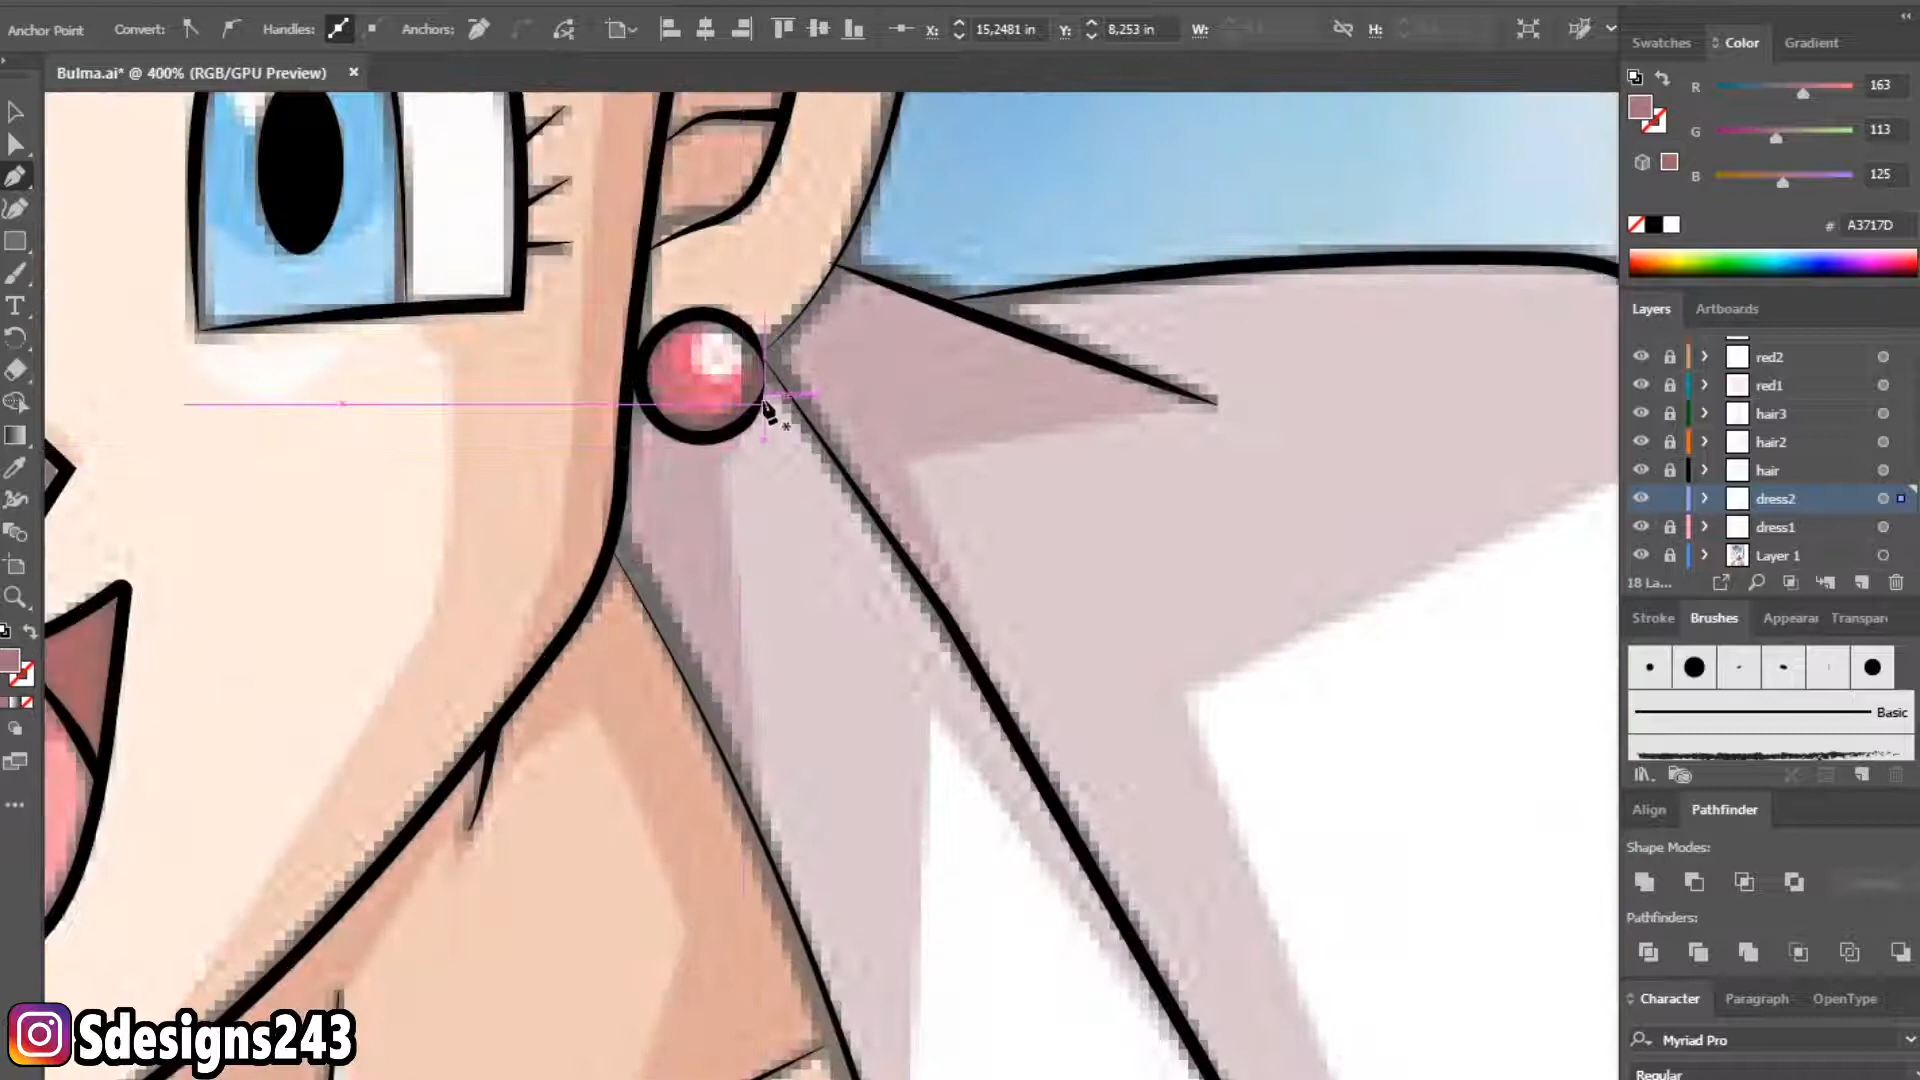 Anchor Point Convert: Handles: Anchors: X: 15,2481 in Y: 8,253 in W: H:
Bulma.ai* @ 400% (RGB/GPU Preview) ×
Swatches Color Gradient
R 163
G 113
B 125
# A3717D
Layers Artboards
red2
red1
hair3
hair2
hair
dress2
dress1
Layer 1
18 La...
Stroke Brushes Appearar Transpare
Basic
Align Pathfinder
Shape Modes:
Pathfinders:
Character Paragraph OpenType
Myriad Pro
Regular
Sdesigns243